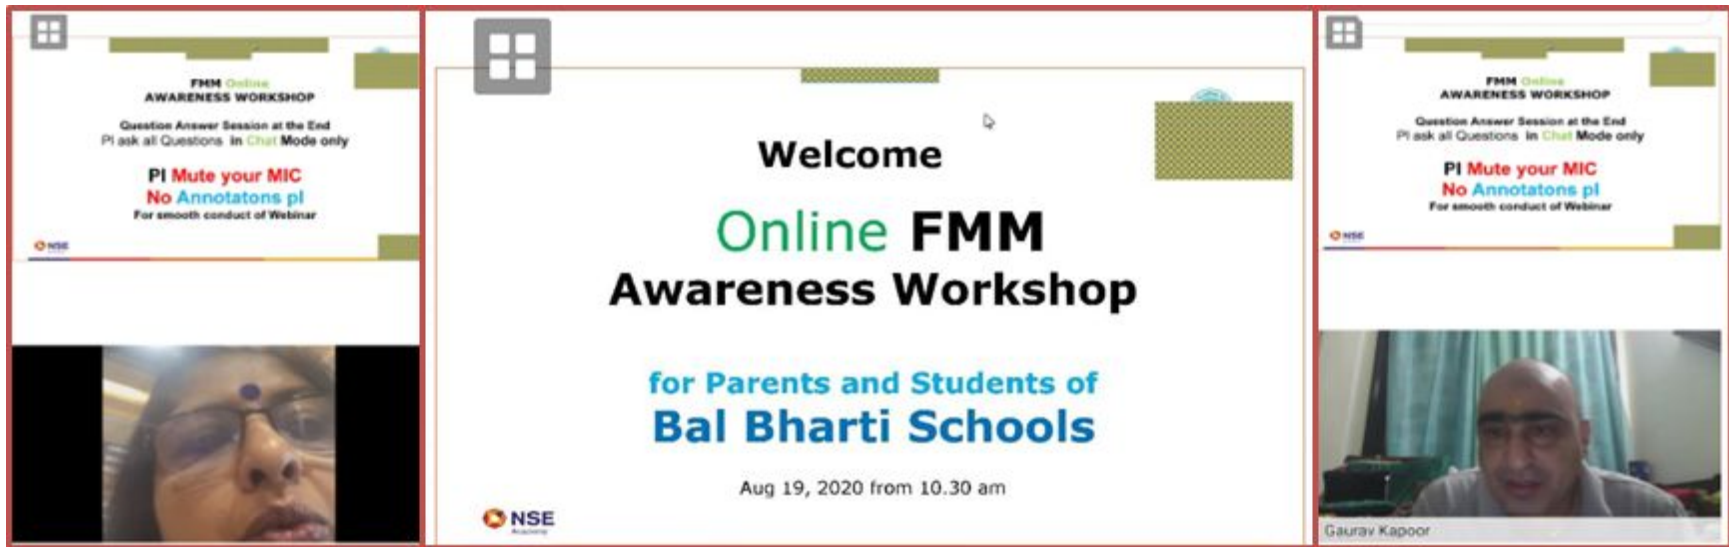 FMM Online
AWARENESS WORKSHOP
Question Answer Session at the End
Pl ask all Questions in Chat Mode only
Pl Mute your MIC
No Annotatons pl
For smooth conduct of Webinar
NSE
Welcome
Online FMM
Awareness Workshop
for Parents and Students of
Bal Bharti Schools
Aug 19, 2020 from 10.30 am
NSE
Academy
FMM Online
AWARENESS WORKSHOP
Question Answer Session at the End
Pl ask all Questions in Chat Mode only
Pl Mute your MIC
No Annotatons pl
For smooth conduct of Webinar
NSE
Gaurav Kapoor